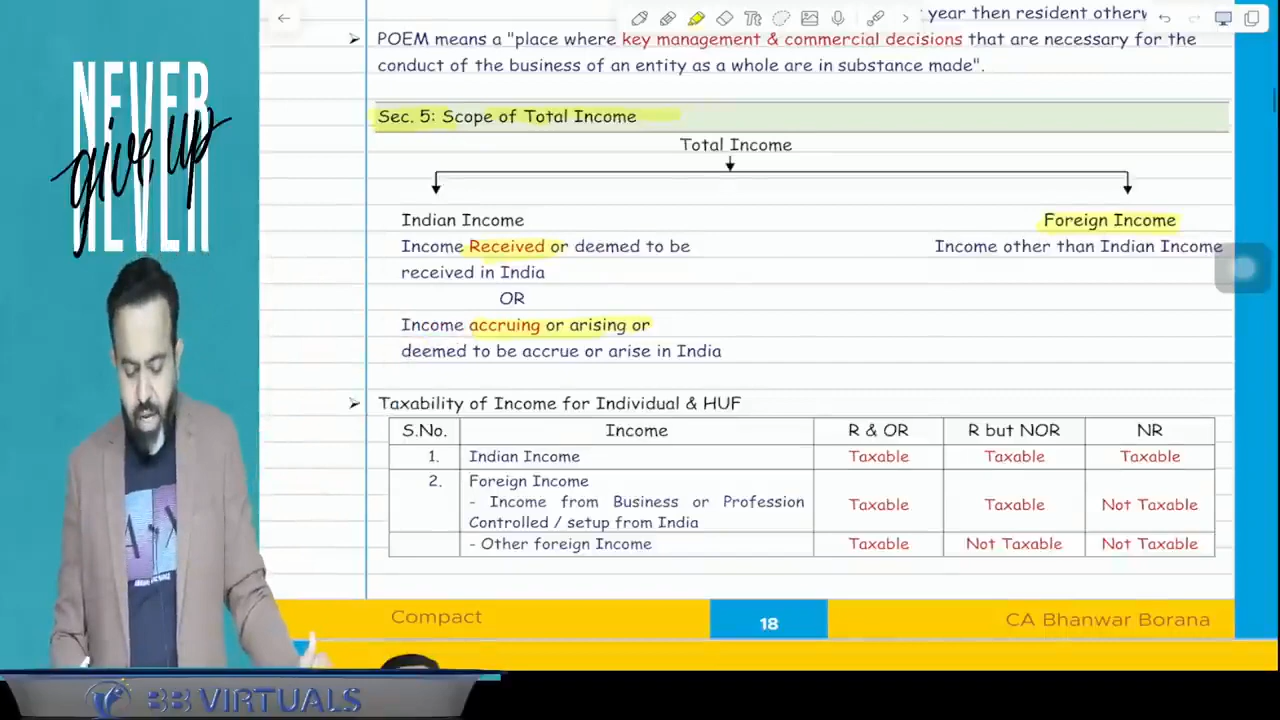 year then resident otherw
➤ POEM means a "place where key management & commercial decisions that are necessary for the
conduct of the business of an entity as a whole are in substance made".
NEVER
give up
NEVER
Sec. 5: Scope of Total Income
Total Income
Indian Income
Income Received or deemed to be
received in India
OR
Income accruing or arising or
deemed to be accrue or arise in India
Foreign Income
Income other than Indian Income
➤ Taxability of Income for Individual & HUF
S.No. Income R & OR R but NOR NR
1. Indian Income Taxable Taxable Taxable
2. Foreign Income
- Income from Business or Profession
Controlled / setup from India Taxable Taxable Not Taxable
- Other foreign Income Taxable Not Taxable Not Taxable
Compact 18 CA Bhanwar Borana
BB VIRTUALS